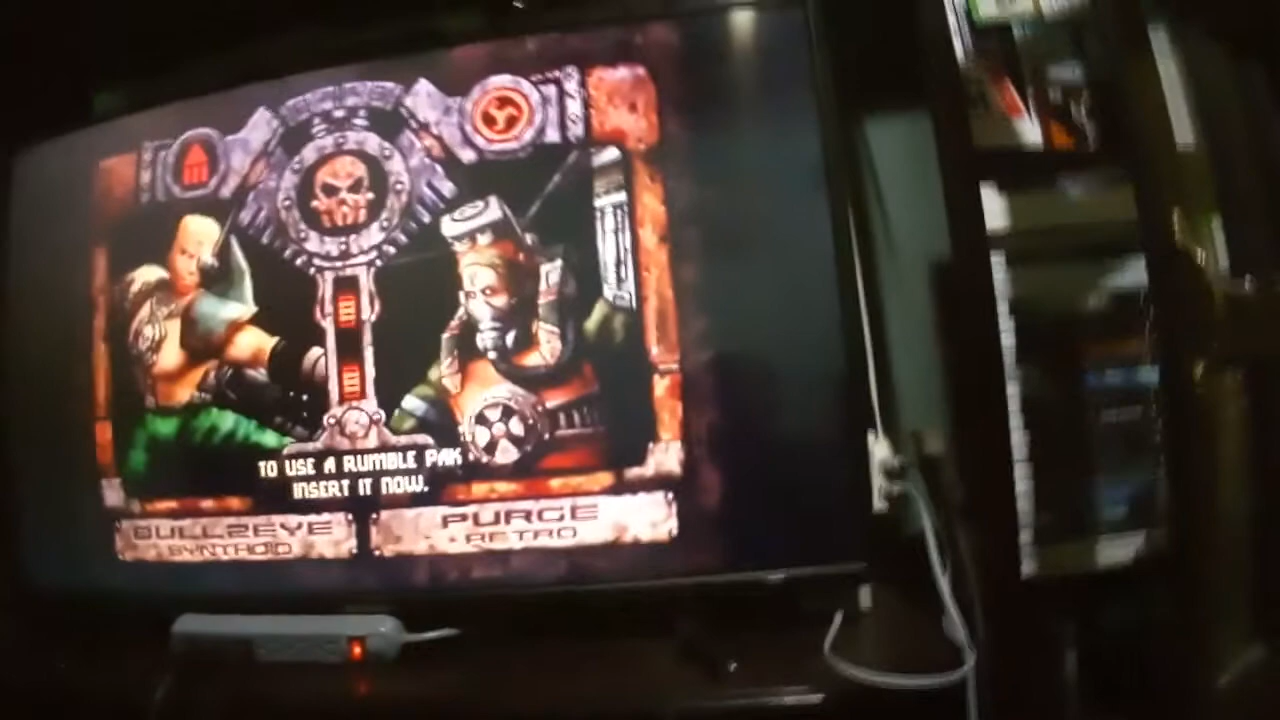 TO USE A RUMBLE PAK
INSERT IT NOW.
BULLZEYE
SYNTHOID
PURGE
RETRO